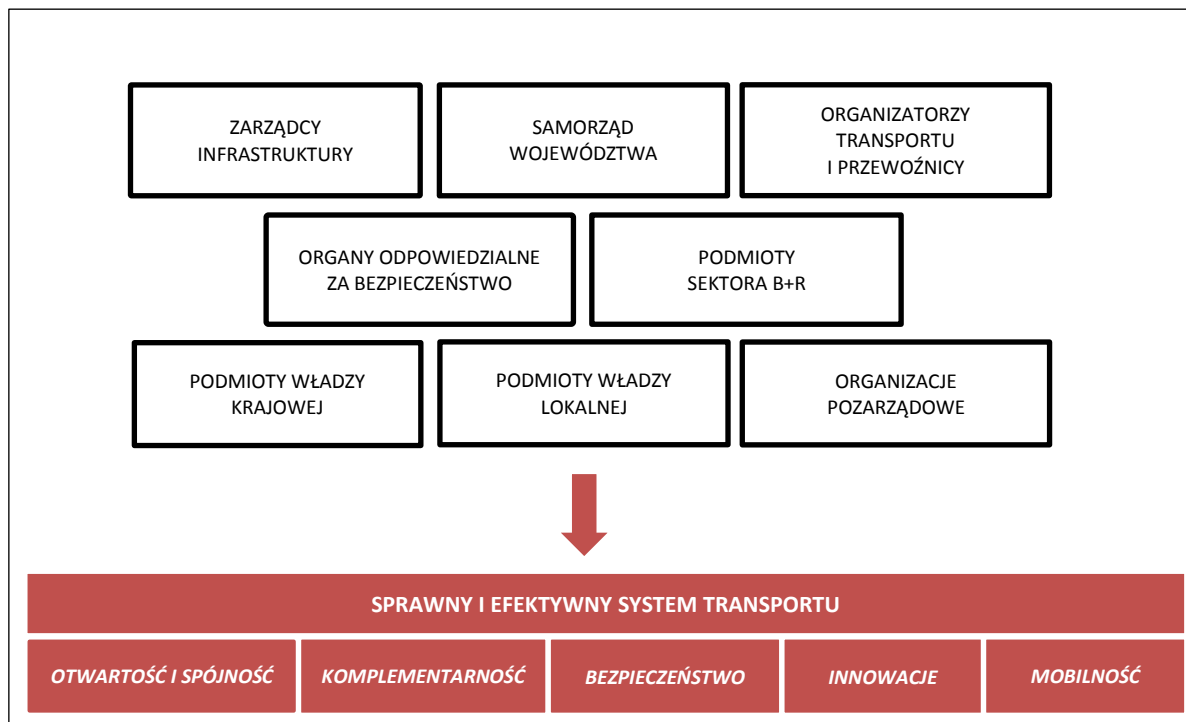 ZARZĄDCY
INFRASTRUKTURY
SAMORZĄD
WOJEWÓDZTWA
ORGANIZATORZY
TRANSPORTU
I PRZEWOŹNICY
ORGANY ODPOWIEDZIALNE
ZA BEZPIECZEŃSTWO
PODMIOTY
SEKTORA B+R
PODMIOTY WŁADZY
KRAJOWEJ
PODMIOTY WŁADZY
LOKALNEJ
ORGANIZACJE
POZARZĄDOWE
SPRAWNY I EFEKTYWNY SYSTEM TRANSPORTU
OTWARTOŚĆ I SPÓJNOŚĆ
KOMPLEMENTARNOŚĆ
BEZPIECZEŃSTWO
INNOWACJE
MOBILNOŚĆ